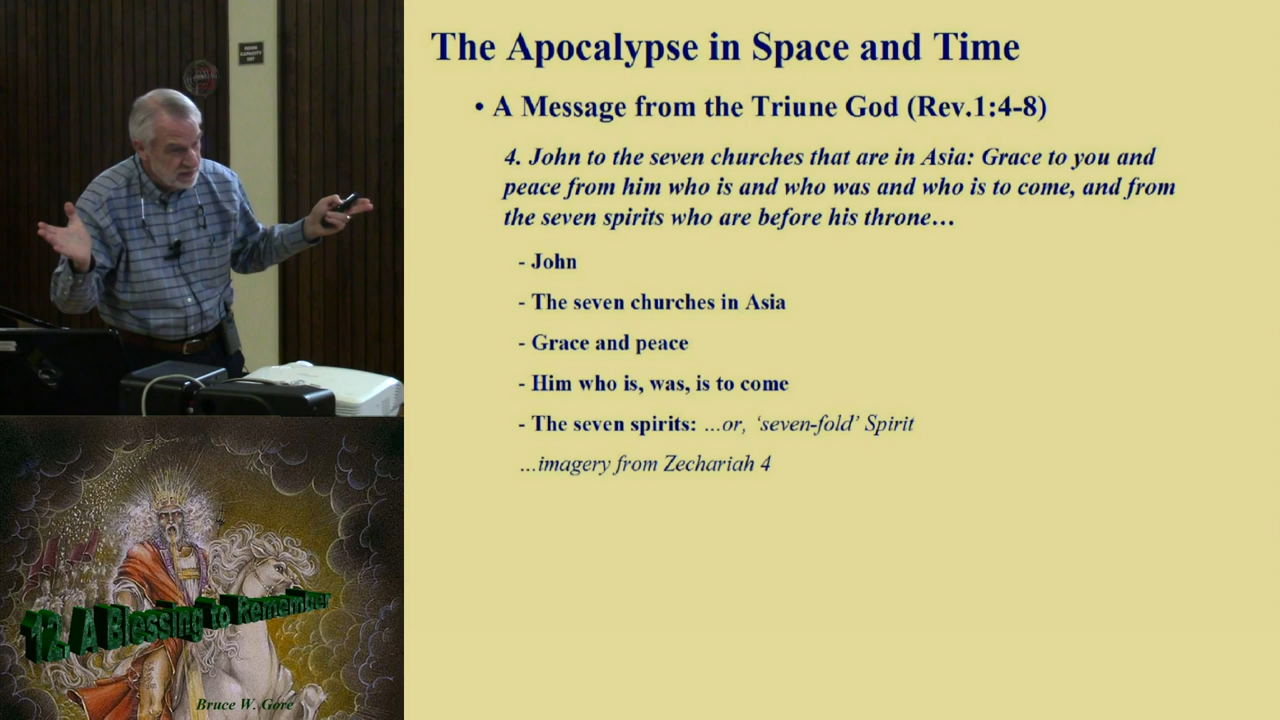 ROOM
CAPACITY
The Apocalypse in Space and Time
• A Message from the Triune God (Rev.1:4-8)
4. John to the seven churches that are in Asia: Grace to you and
peace from him who is and who was and who is to come, and from
the seven spirits who are before his throne…
- John
- The seven churches in Asia
- Grace and peace
- Him who is, was, is to come
- The seven spirits: …or, ‘seven-fold’ Spirit
…imagery from Zechariah 4
12. A Blessing to Remember
Bruce W. Gore